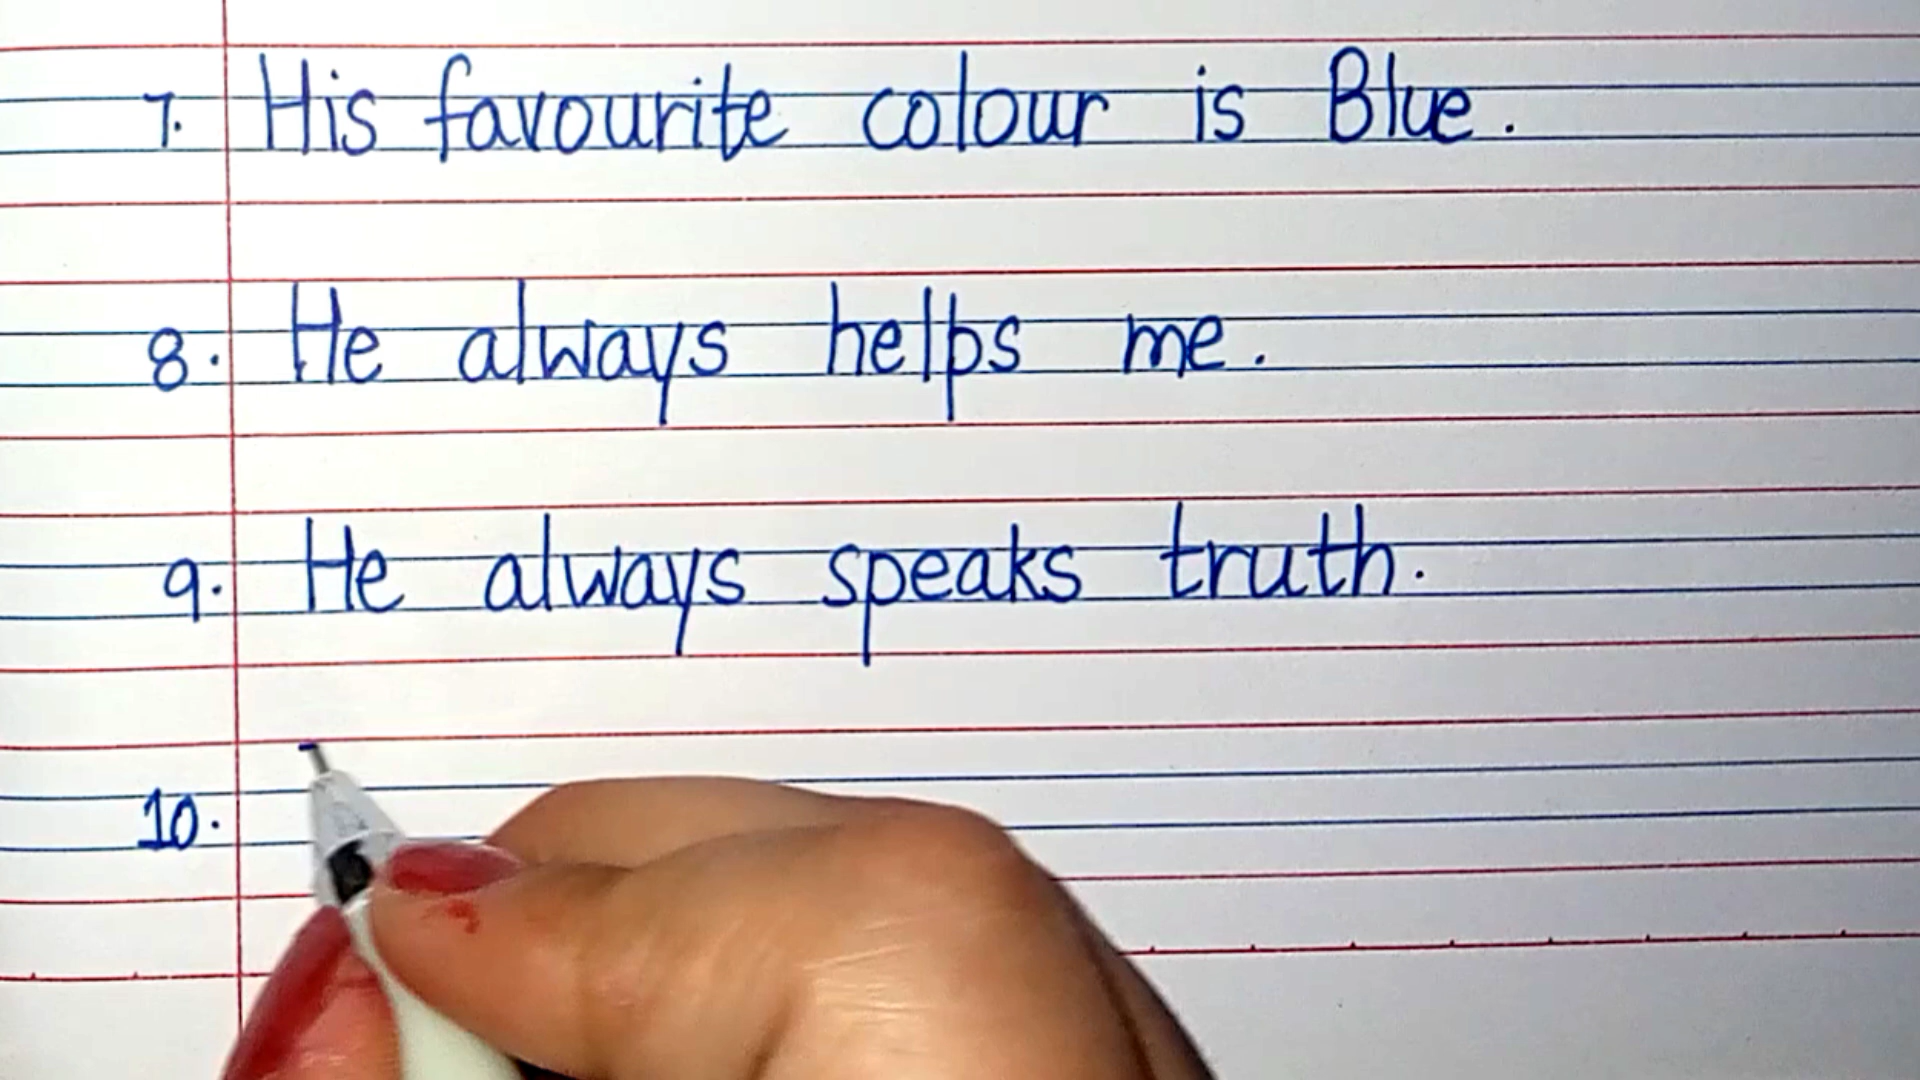 7. His favourite colour is Blue.
8. He always helps me.
9. He always speaks truth.
10.